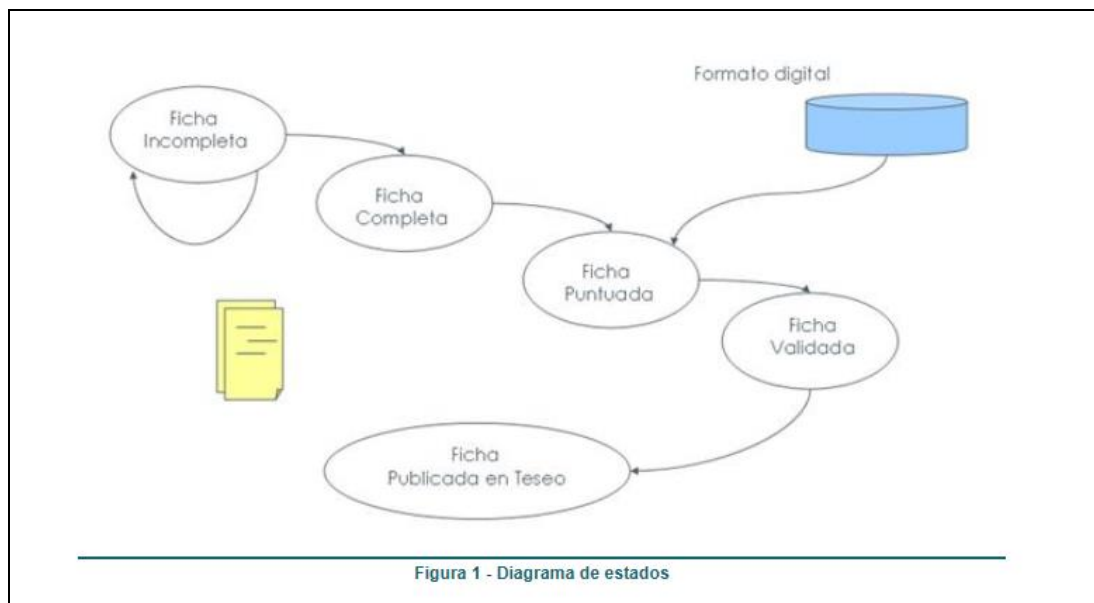 Formato digital
Ficha
Incompleta
Ficha
Completa
Ficha
Puntuada
Ficha
Validada
Ficha
Publicada en Teseo
Figura 1 - Diagrama de estados